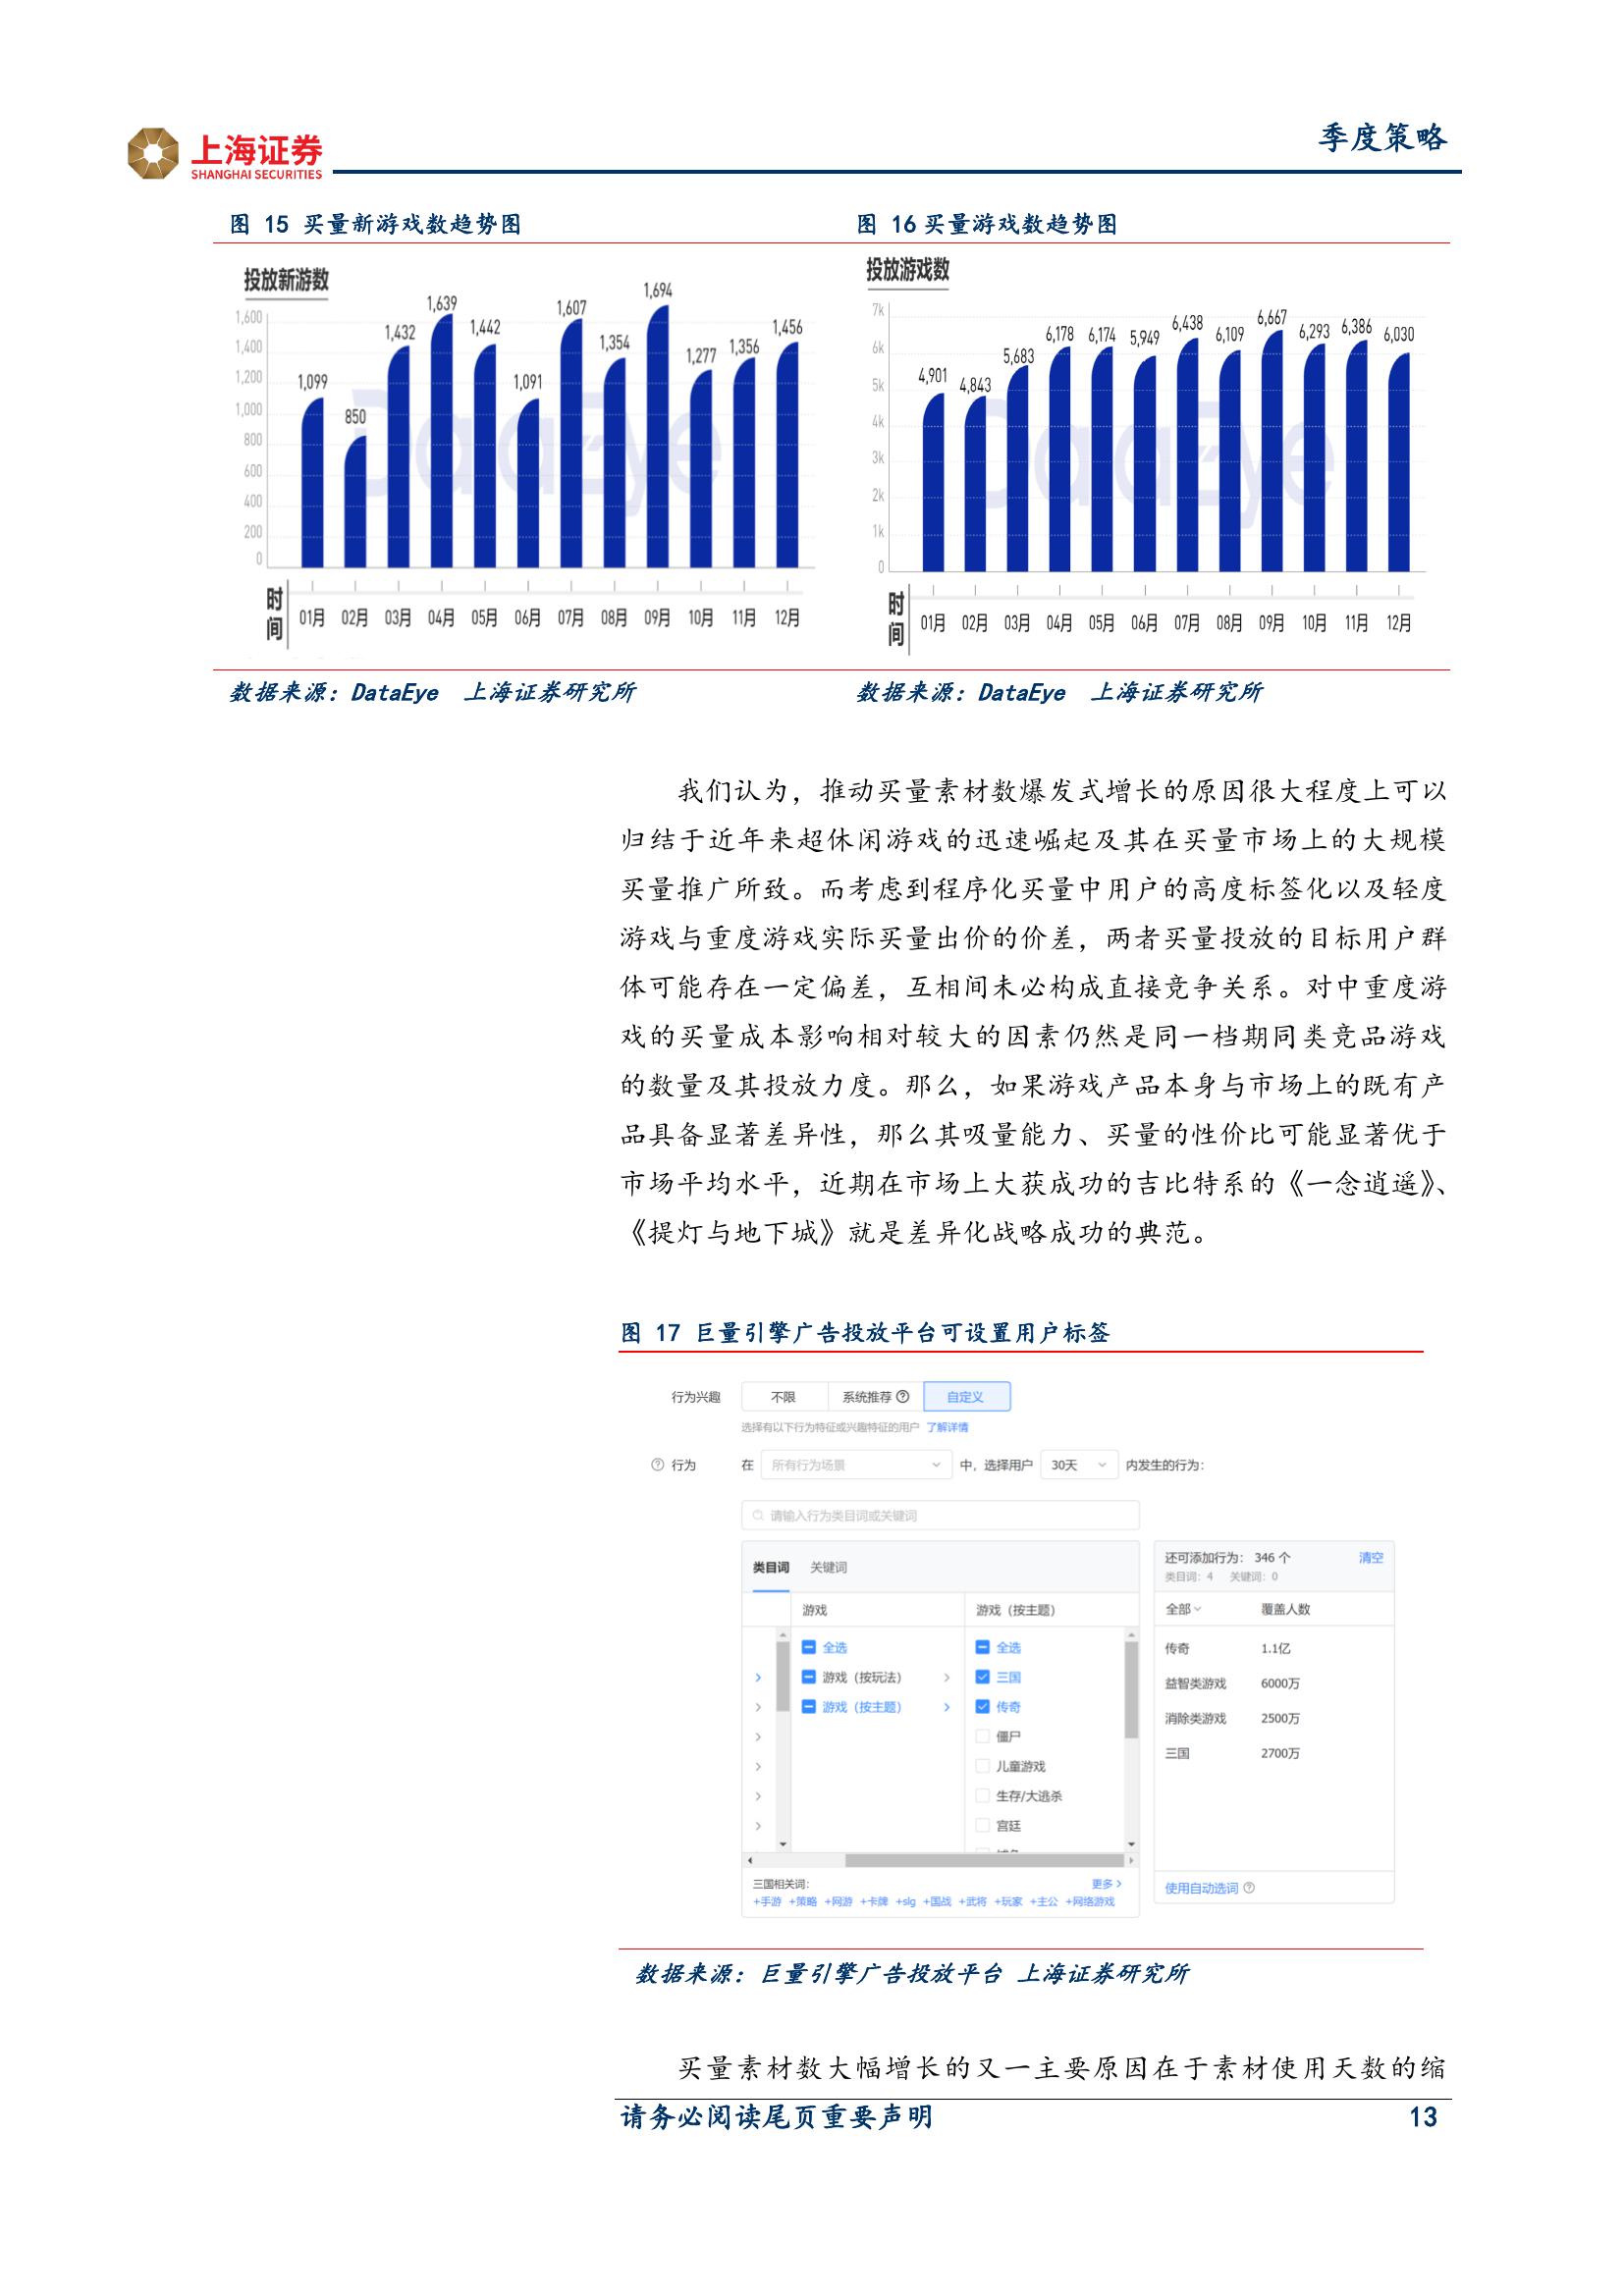 上海证券
SHANGHAI SECURITIES
季度策略
图 15 买量新游戏数趋势图
投放新游数
1,600
1,400
1,200
1,000
800
600
400
200
0
1,099
850
1,432
1,639
1,442
1,091
1,607
1,354
1,694
1,277
1,356
1,456
DataEye
时间
01月 02月 03月 04月 05月 06月 07月 08月 09月 10月 11月 12月
数据来源：DataEye 上海证券研究所
图 16买量游戏数趋势图
投放游戏数
7k
6k
5k
4k
3k
2k
1k
0
4,901
4,843
5,683
6,178
6,174
5,949
6,438
6,109
6,667
6,293
6,386
6,030
DataEye
时间
01月 02月 03月 04月 05月 06月 07月 08月 09月 10月 11月 12月
数据来源：DataEye 上海证券研究所
我们认为，推动买量素材数爆发式增长的原因很大程度上可以
归结于近年来超休闲游戏的迅速崛起及其在买量市场上的大规模
买量推广所致。而考虑到程序化买量中用户的高度标签化以及轻度
游戏与重度游戏实际买量出价的价差，两者买量投放的目标用户群
体可能存在一定偏差，互相间未必构成直接竞争关系。对中重度游
戏的买量成本影响相对较大的因素仍然是同一档期同类竞品游戏
的数量及其投放力度。那么，如果游戏产品本身与市场上的既有产
品具备显著差异性，那么其吸量能力、买量的性价比可能显著优于
市场平均水平，近期在市场上大获成功的吉比特系的《一念逍遥》、
《提灯与地下城》就是差异化战略成功的典范。
图 17 巨量引擎广告投放平台可设置用户标签
行为兴趣 不限 系统推荐 自定义
选择有以下行为特征或兴趣特征的用户 了解详情
行为 在 所有行为场景 中，选择用户 30天 内发生的行为：
请输入行为类目词或关键词
类目词 关键词
游戏 游戏（按主题）
全选 全选
游戏（按玩法） 三国
游戏（按主题） 传奇
僵尸
儿童游戏
生存/大逃杀
宫廷
三国相关词： 更多
+手游 +策略 +网游 +卡牌 +slg +国战 +武将 +玩家 +主公 +网络游戏
还可添加行为： 346 个 清空
类目词：4 关键词：0
全部 覆盖人数
传奇 1.1亿
益智类游戏 6000万
消除类游戏 2500万
三国 2700万
使用自动选词
数据来源：巨量引擎广告投放平台 上海证券研究所
买量素材数大幅增长的又一主要原因在于素材使用天数的缩
请务必阅读尾页重要声明 13